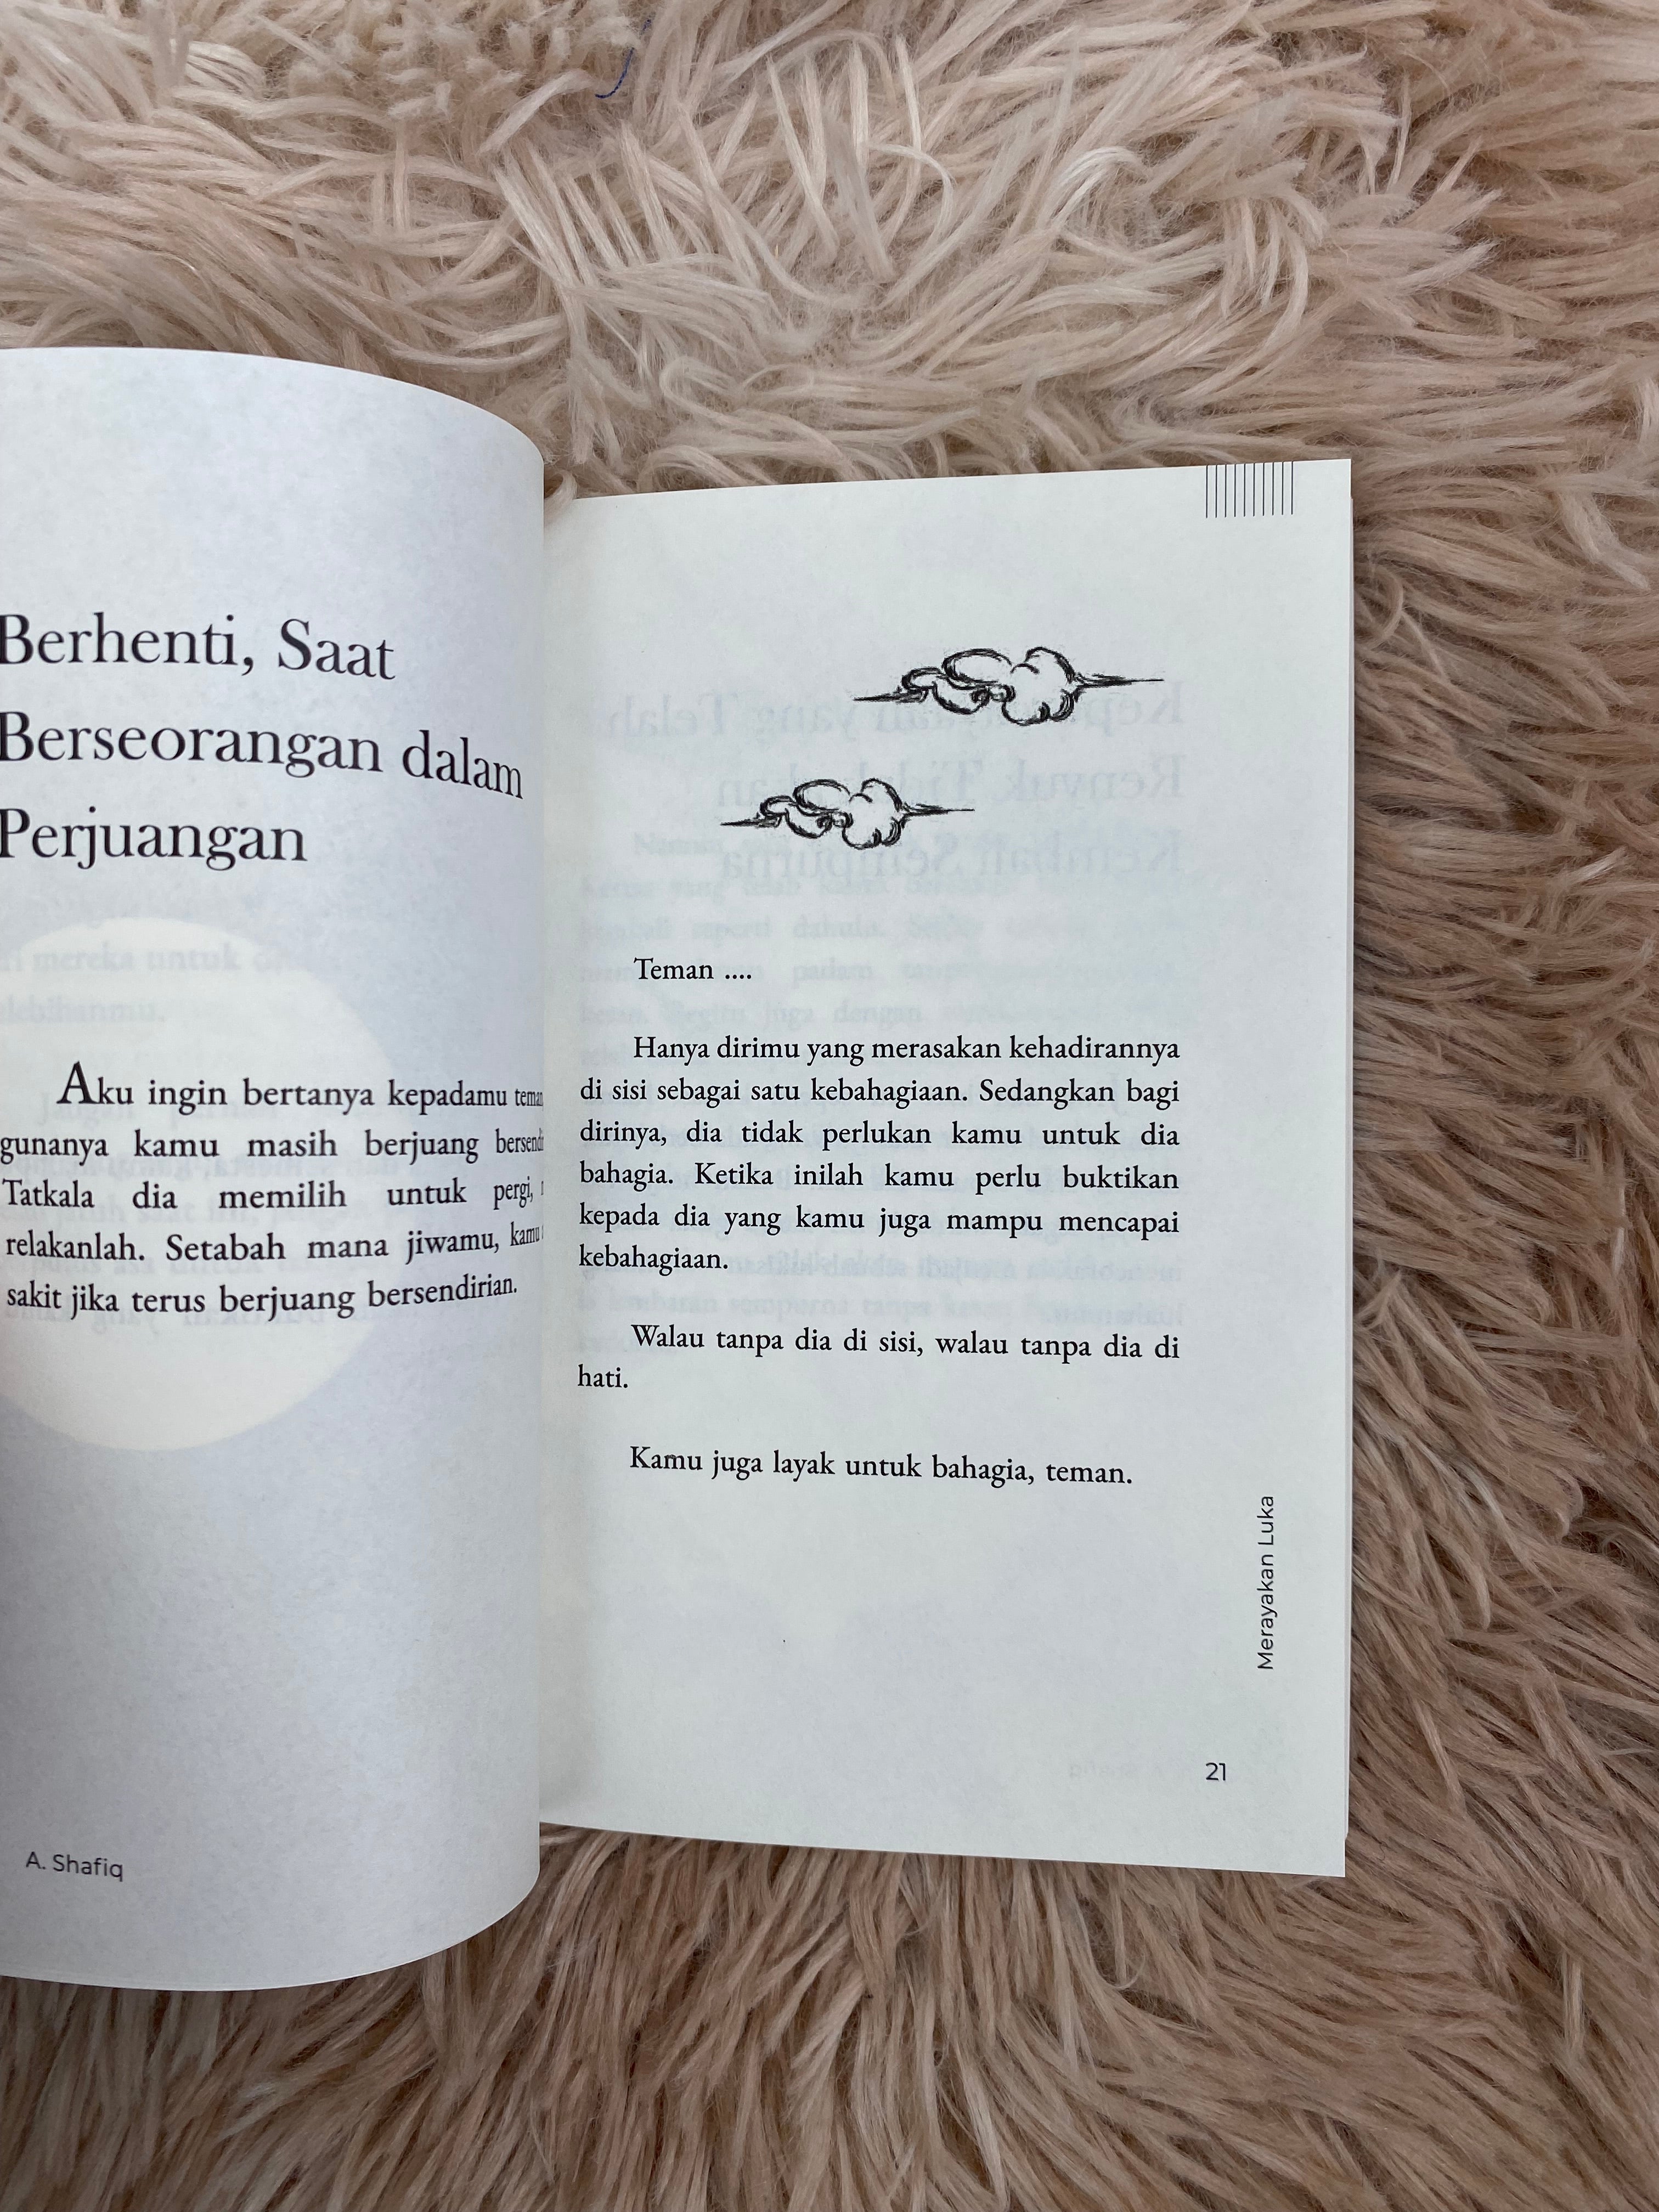 Berhenti, Saat
Berseorangan dalam
Perjuangan
Aku ingin bertanya kepadamu
gunanya kamu masih berjuang
Tatkala dia memilih untuk pergi,
relakanlah. Setabah mana jiwamu, kamu
sakit jika terus berjuang bersendirian.
A. Shafiq
Teman ....
Hanya dirimu yang merasakan kehadirannya
di sisi sebagai satu kebahagiaan. Sedangkan bagi
dirinya, dia tidak perlukan kamu untuk dia
bahagia. Ketika inilah kamu perlu buktikan
kepada dia yang kamu juga mampu mencapai
kebahagiaan.
Walau tanpa dia di sisi, walau tanpa dia di
hati.
Kamu juga layak untuk bahagia, teman.
Merayakan Luka
21